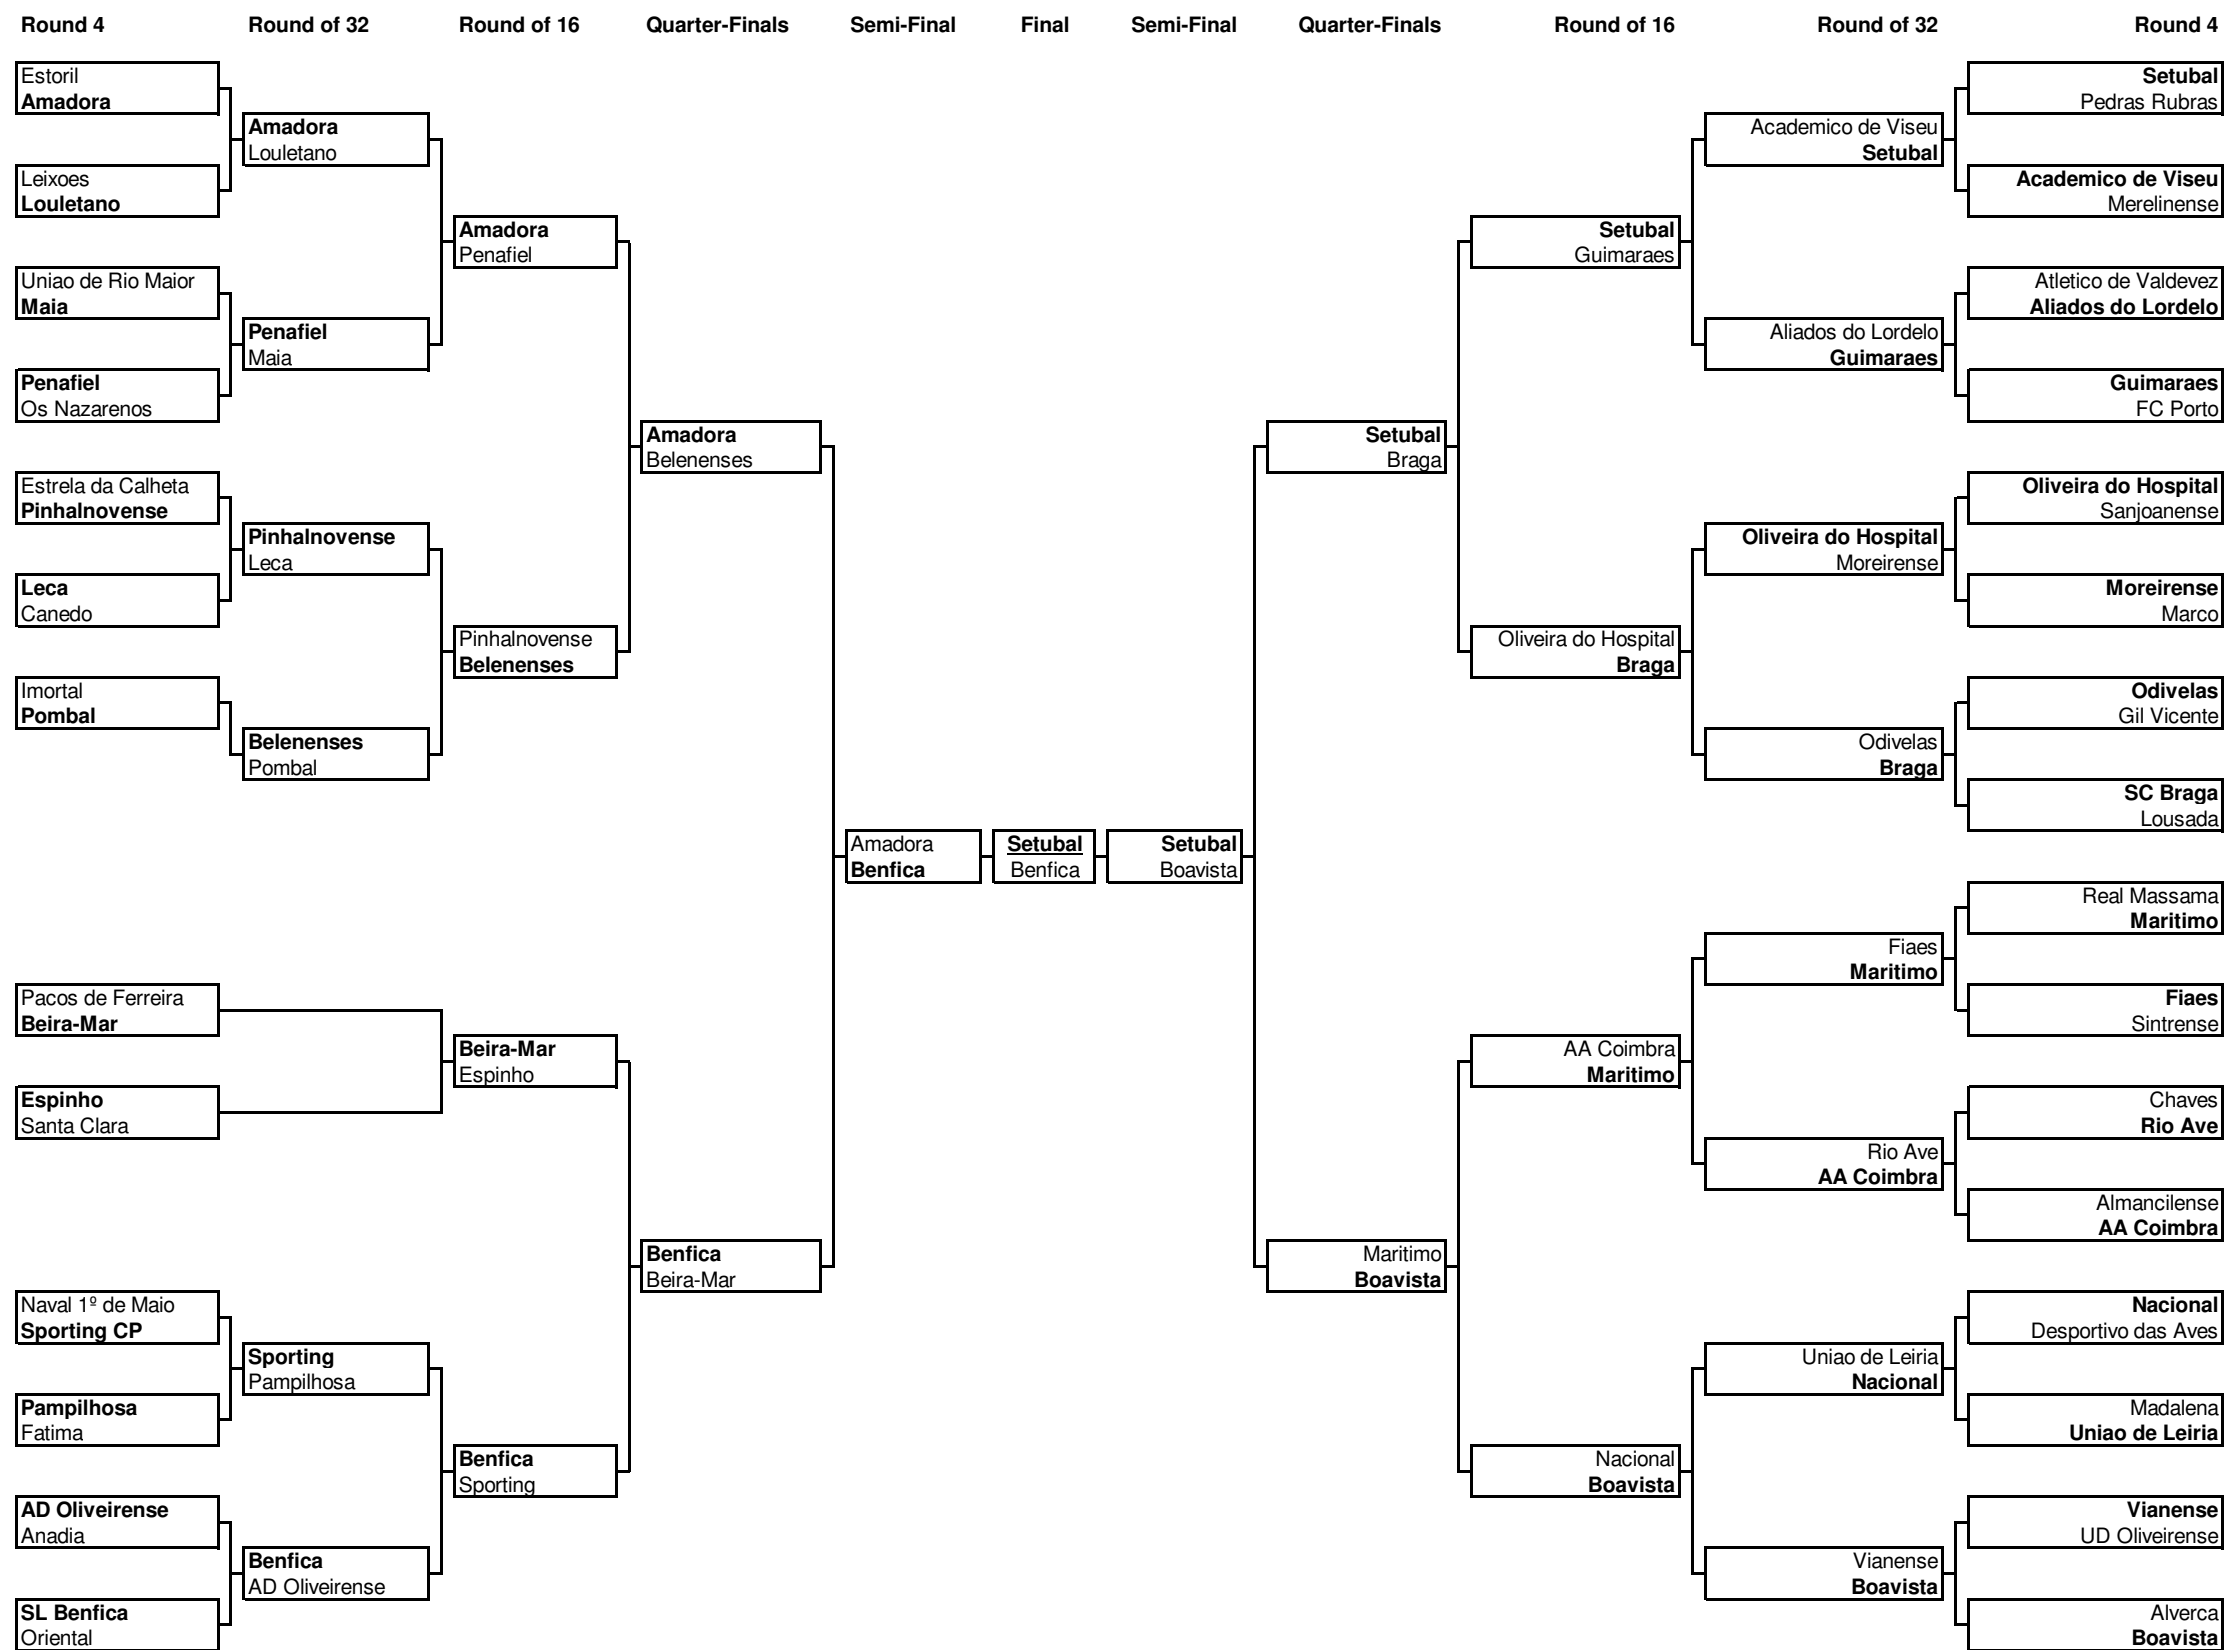 Round 4 Round of 32 Round of 16 Quarter-Finals Semi-Final Final Semi-Final Quarter-Finals Round of 16 Round of 32 Round 4
Estoril
Amadora
Leixoes
Louletano
Uniao de Rio Maior
Maia
Penafiel
Os Nazarenos
Estrela da Calheta
Pinhalnovense
Leca
Canedo
Imortal
Pombal
Pacos de Ferreira
Beira-Mar
Espinho
Santa Clara
Naval 1º de Maio
Sporting CP
Pampilhosa
Fatima
AD Oliveirense
Anadia
SL Benfica
Oriental
Amadora
Louletano
Penafiel
Maia
Pinhalnovense
Leca
Belenenses
Pombal
Sporting
Pampilhosa
Benfica
AD Oliveirense
Amadora
Penafiel
Pinhalnovense
Belenenses
Beira-Mar
Espinho
Benfica
Sporting
Amadora
Belenenses
Benfica
Beira-Mar
Amadora
Benfica
Setubal
Benfica
Setubal
Boavista
Setubal
Braga
Maritimo
Boavista
Setubal
Guimaraes
Oliveira do Hospital
Braga
AA Coimbra
Maritimo
Nacional
Boavista
Academico de Viseu
Setubal
Aliados do Lordelo
Guimaraes
Oliveira do Hospital
Moreirense
Odivelas
Braga
Fiaes
Maritimo
Rio Ave
AA Coimbra
Uniao de Leiria
Nacional
Vianense
Boavista
Setubal
Pedras Rubras
Academico de Viseu
Merelinense
Atletico de Valdevez
Aliados do Lordelo
Guimaraes
FC Porto
Oliveira do Hospital
Sanjoanense
Moreirense
Marco
Odivelas
Gil Vicente
SC Braga
Lousada
Real Massama
Maritimo
Fiaes
Sintrense
Chaves
Rio Ave
Almancilense
AA Coimbra
Nacional
Desportivo das Aves
Madalena
Uniao de Leiria
Vianense
UD Oliveirense
Alverca
Boavista